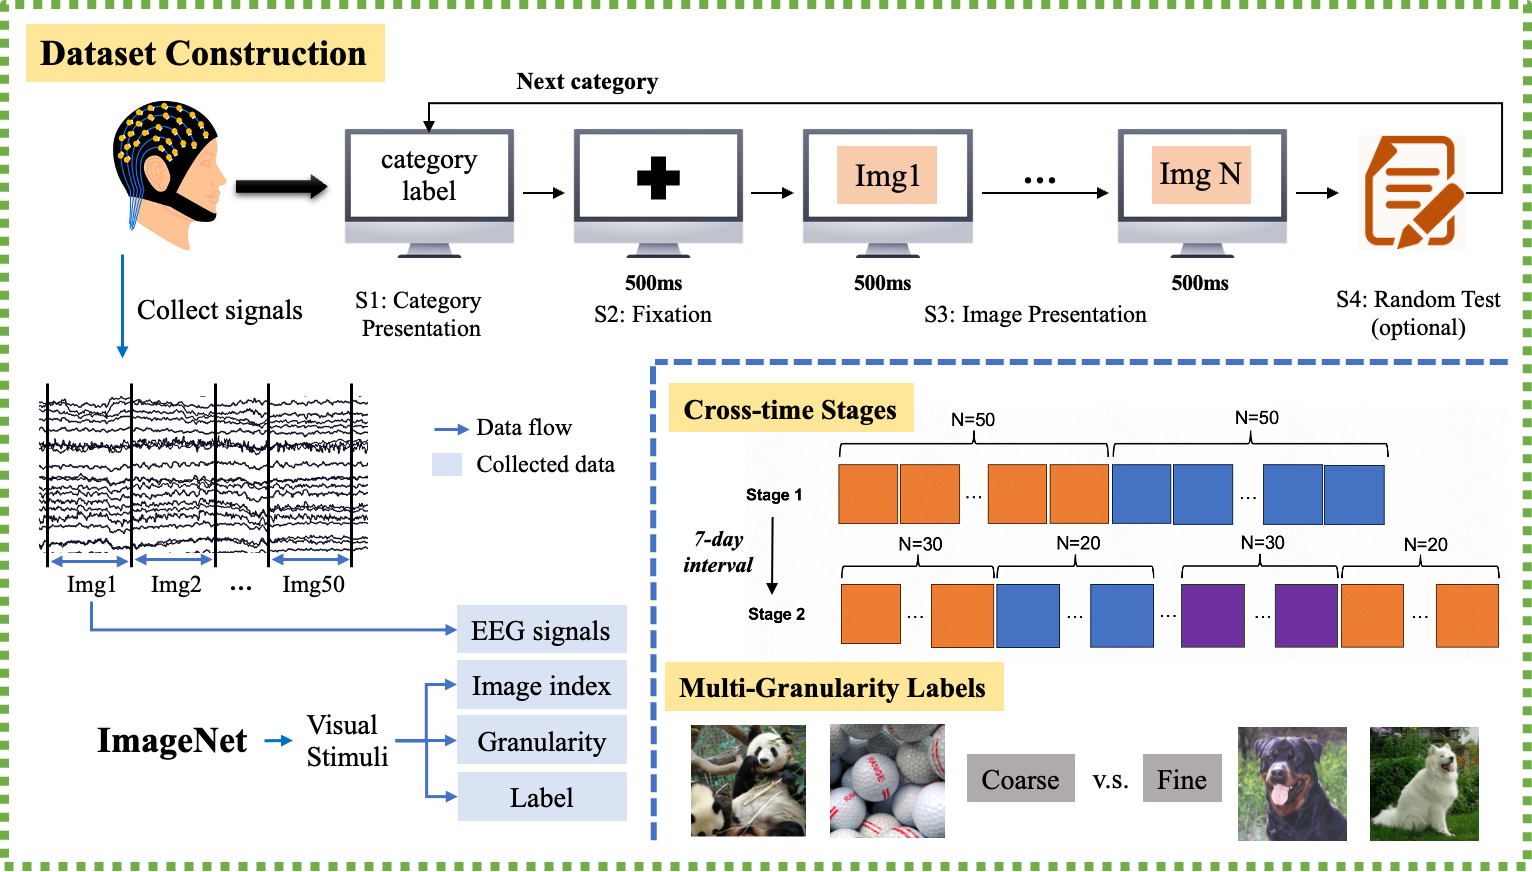 Dataset Construction
Next category
category
label
Img1
...
Img N
500ms
500ms
500ms
S1: Category
Presentation
S2: Fixation
S3: Image Presentation
S4: Random Test
(optional)
Collect signals
Data flow
Collected data
Img1
Img2
...
Img50
EEG signals
Image index
Granularity
Label
ImageNet
Visual
Stimuli
Cross-time Stages
N=50
N=50
Stage 1
...
...
7-day
interval
N=30
N=20
N=30
N=20
Stage 2
...
...
...
...
...
Multi-Granularity Labels
RANGE
Coarse
v.s.
Fine